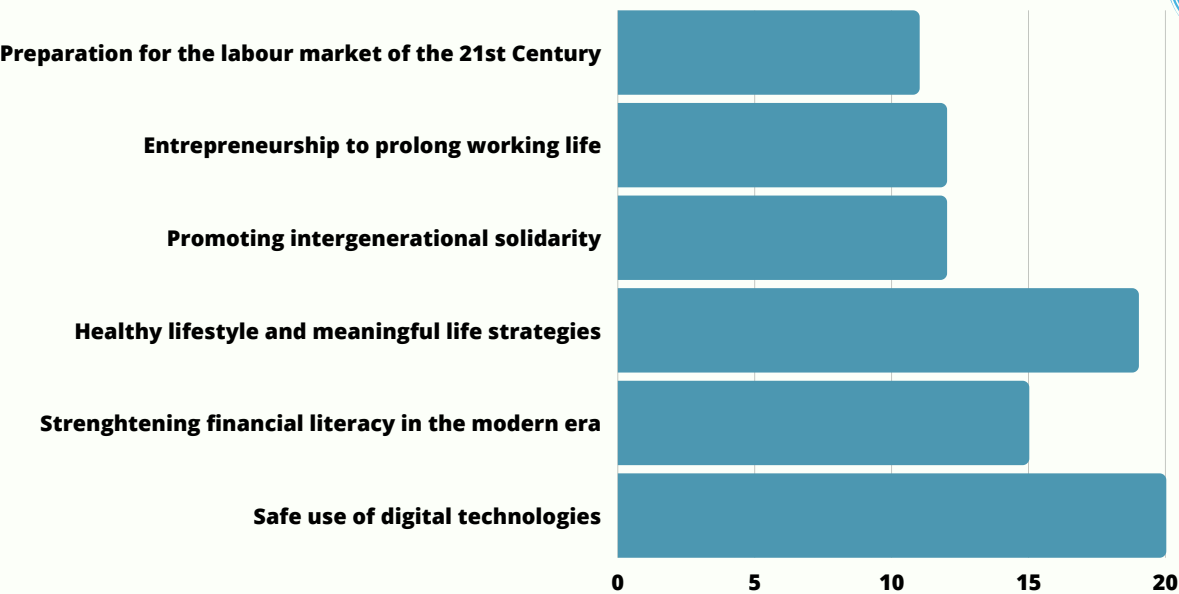 Preparation for the labour market of the 21st Century
Entrepreneurship to prolong working life
Promoting intergenerational solidarity
Healthy lifestyle and meaningful life strategies
Strenghtening financial literacy in the modern era
Safe use of digital technologies
0 5 10 15 20